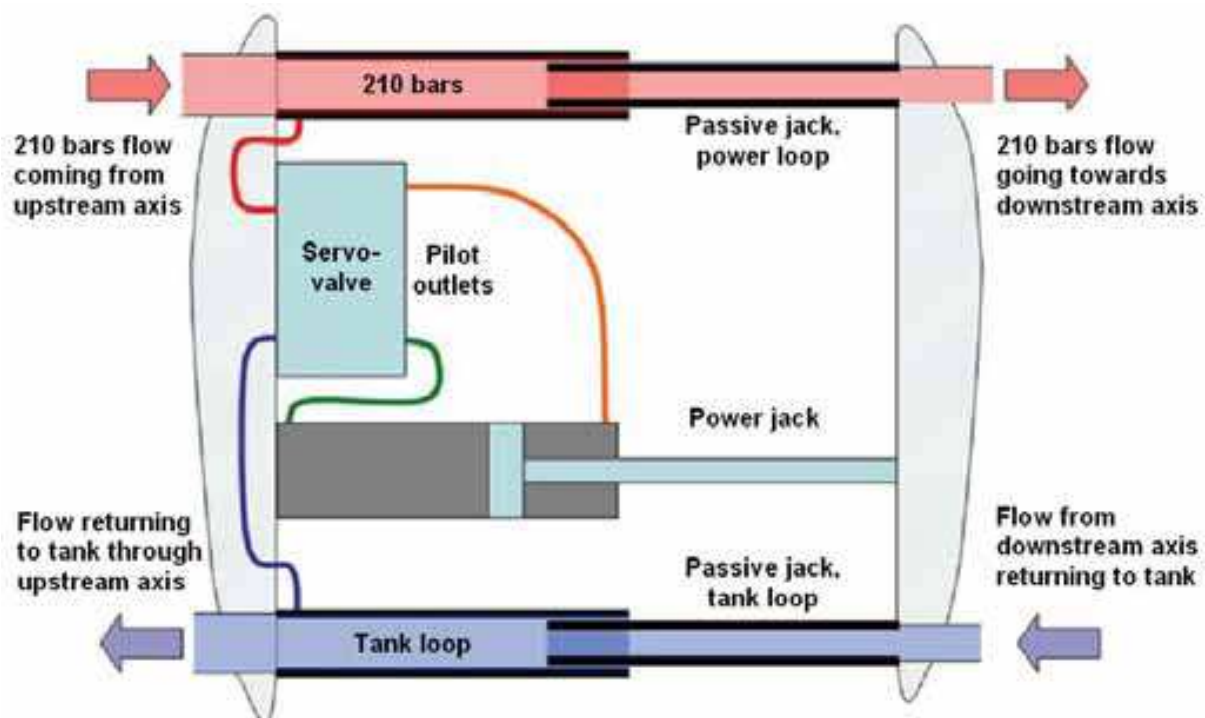 210 bars
Passive jack,
power loop
210 bars flow
coming from
upstream axis
210 bars flow
going towards
downstream axis
Servo-
valve
Pilot
outlets
Power jack
Flow returning
to tank through
upstream axis
Flow from
downstream axis
returning to tank
Passive jack,
tank loop
Tank loop